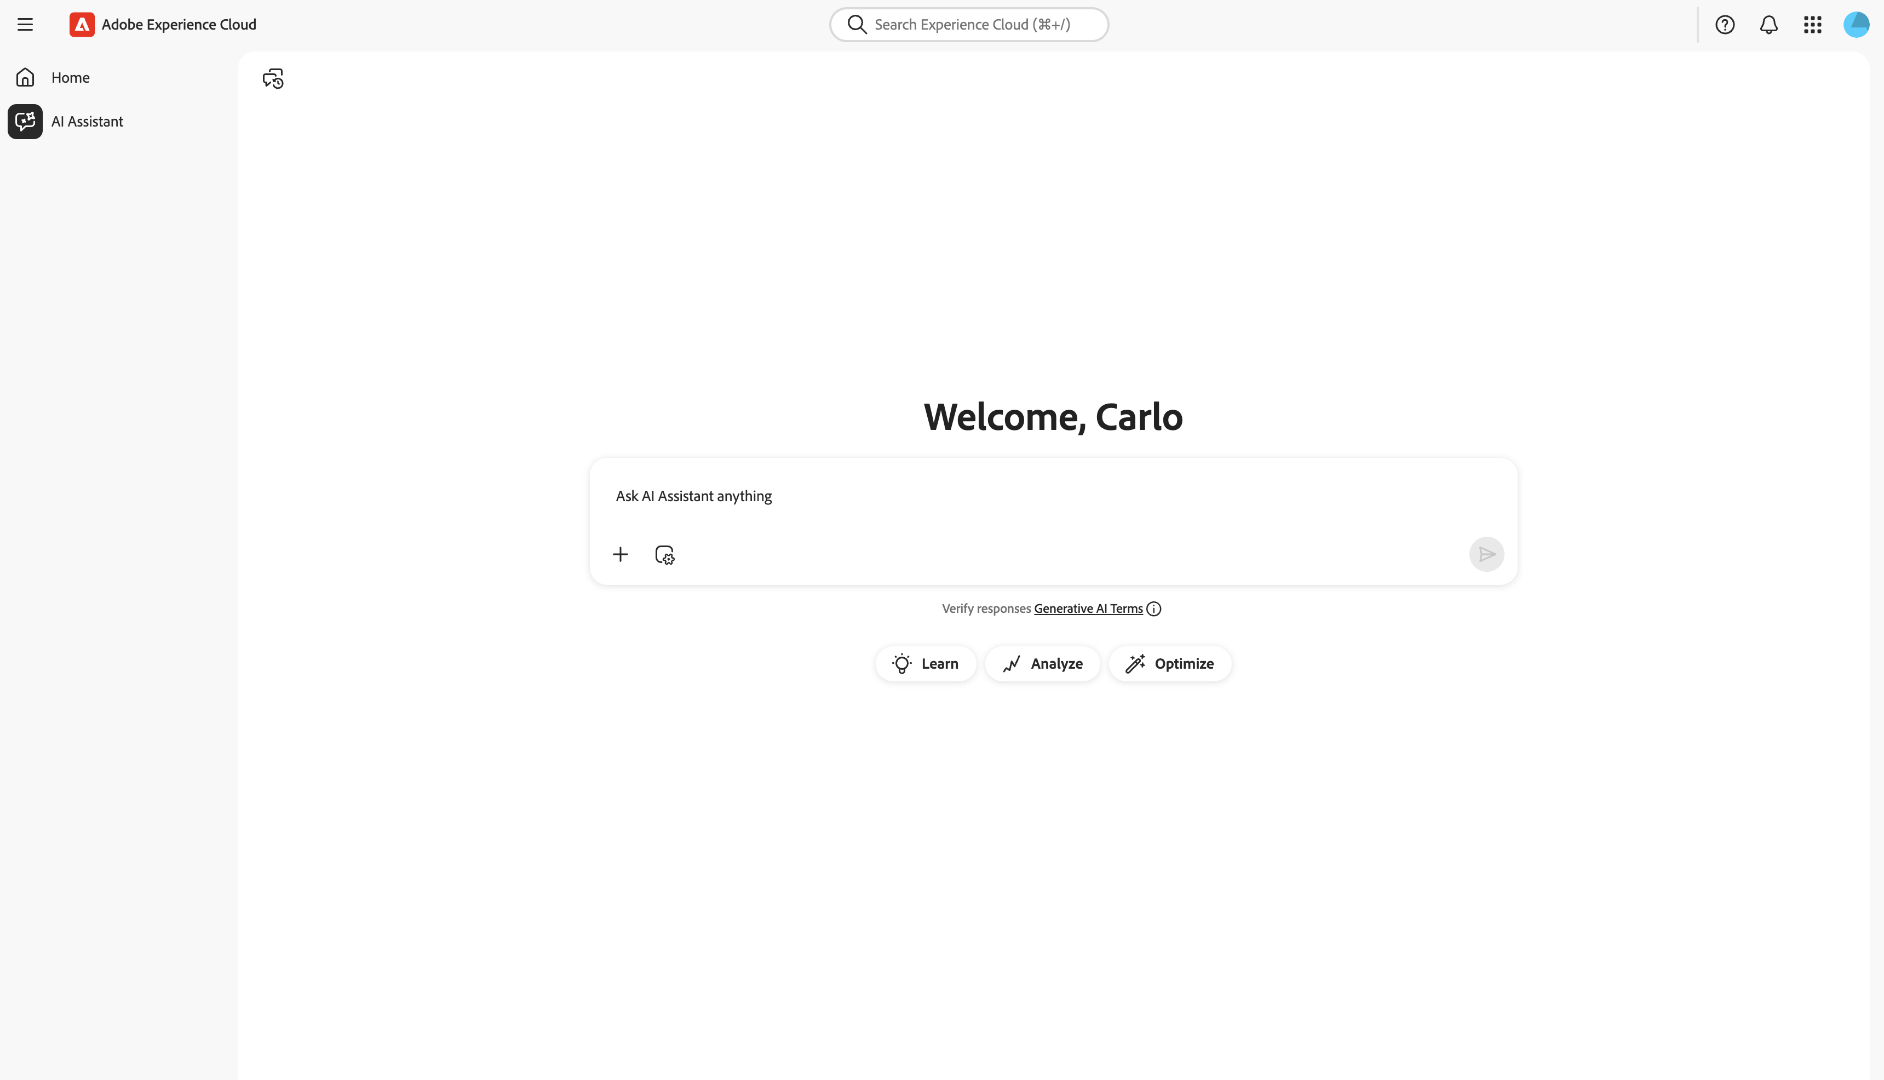 Adobe Experience Cloud
Search Experience Cloud (⌘+/)
Home
AI Assistant
Welcome, Carlo
Ask AI Assistant anything
Verify responses Generative AI Terms
Learn
Analyze
Optimize